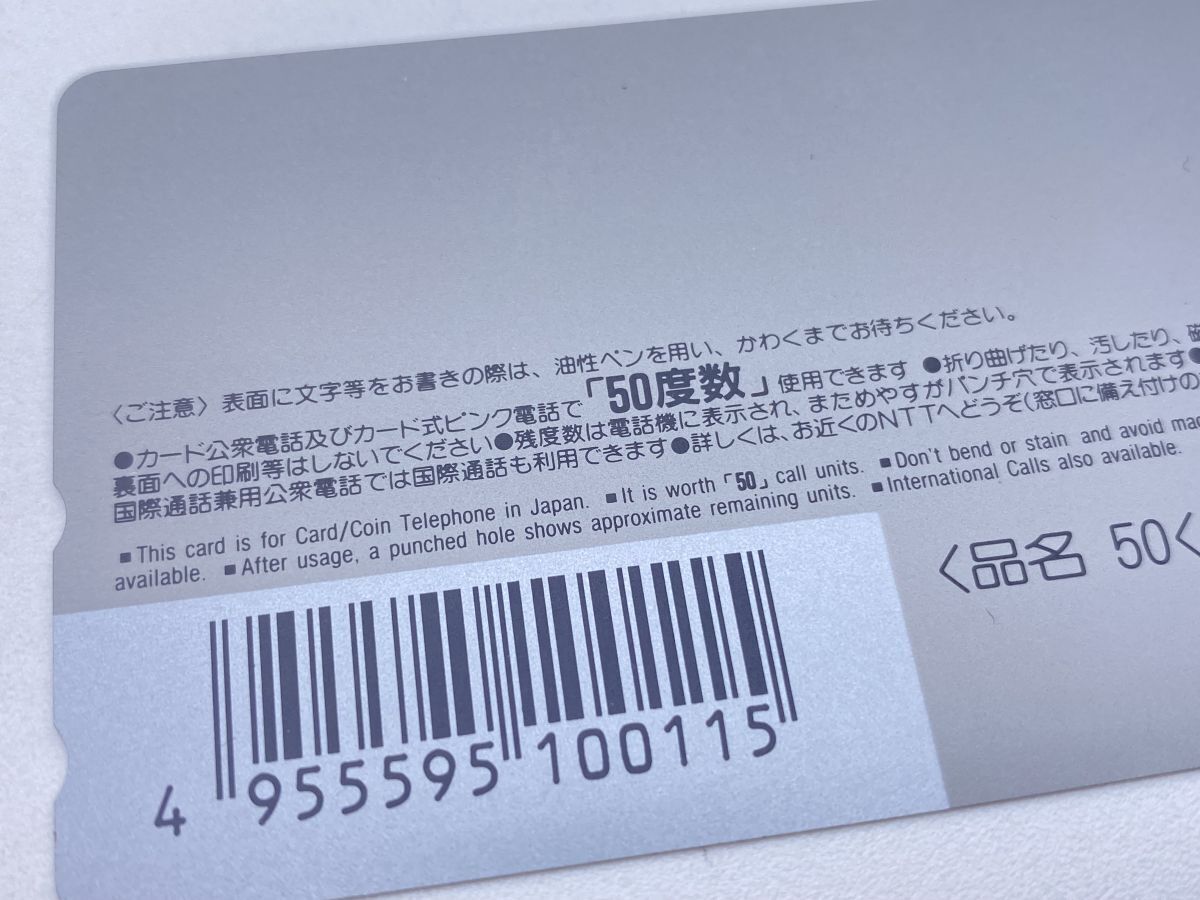 〈ご注意〉表面に文字等をお書きの際は、油性ペンを用い、かわくまでお待ちください。
●カード公衆電話及びカード式ピンク電話で「50度数」使用できます ●折り曲げたり、汚したり、
裏面への印刷等はしないでください●残度数は電話機に表示され、まためやすがパンチ穴で表示されます●
国際通話兼用公衆電話では国際通話も利用できます●詳しくは、お近くのNTTへどうぞ(窓口に備え付けの
■This card is for Card/Coin Telephone in Japan. ■It is worth「50」call units. ■Don't bend or stain and avoid
available. ■After usage, a punched hole shows approximate remaining units. ■International Calls also available.
〈品名 50〈
4 955595 100115